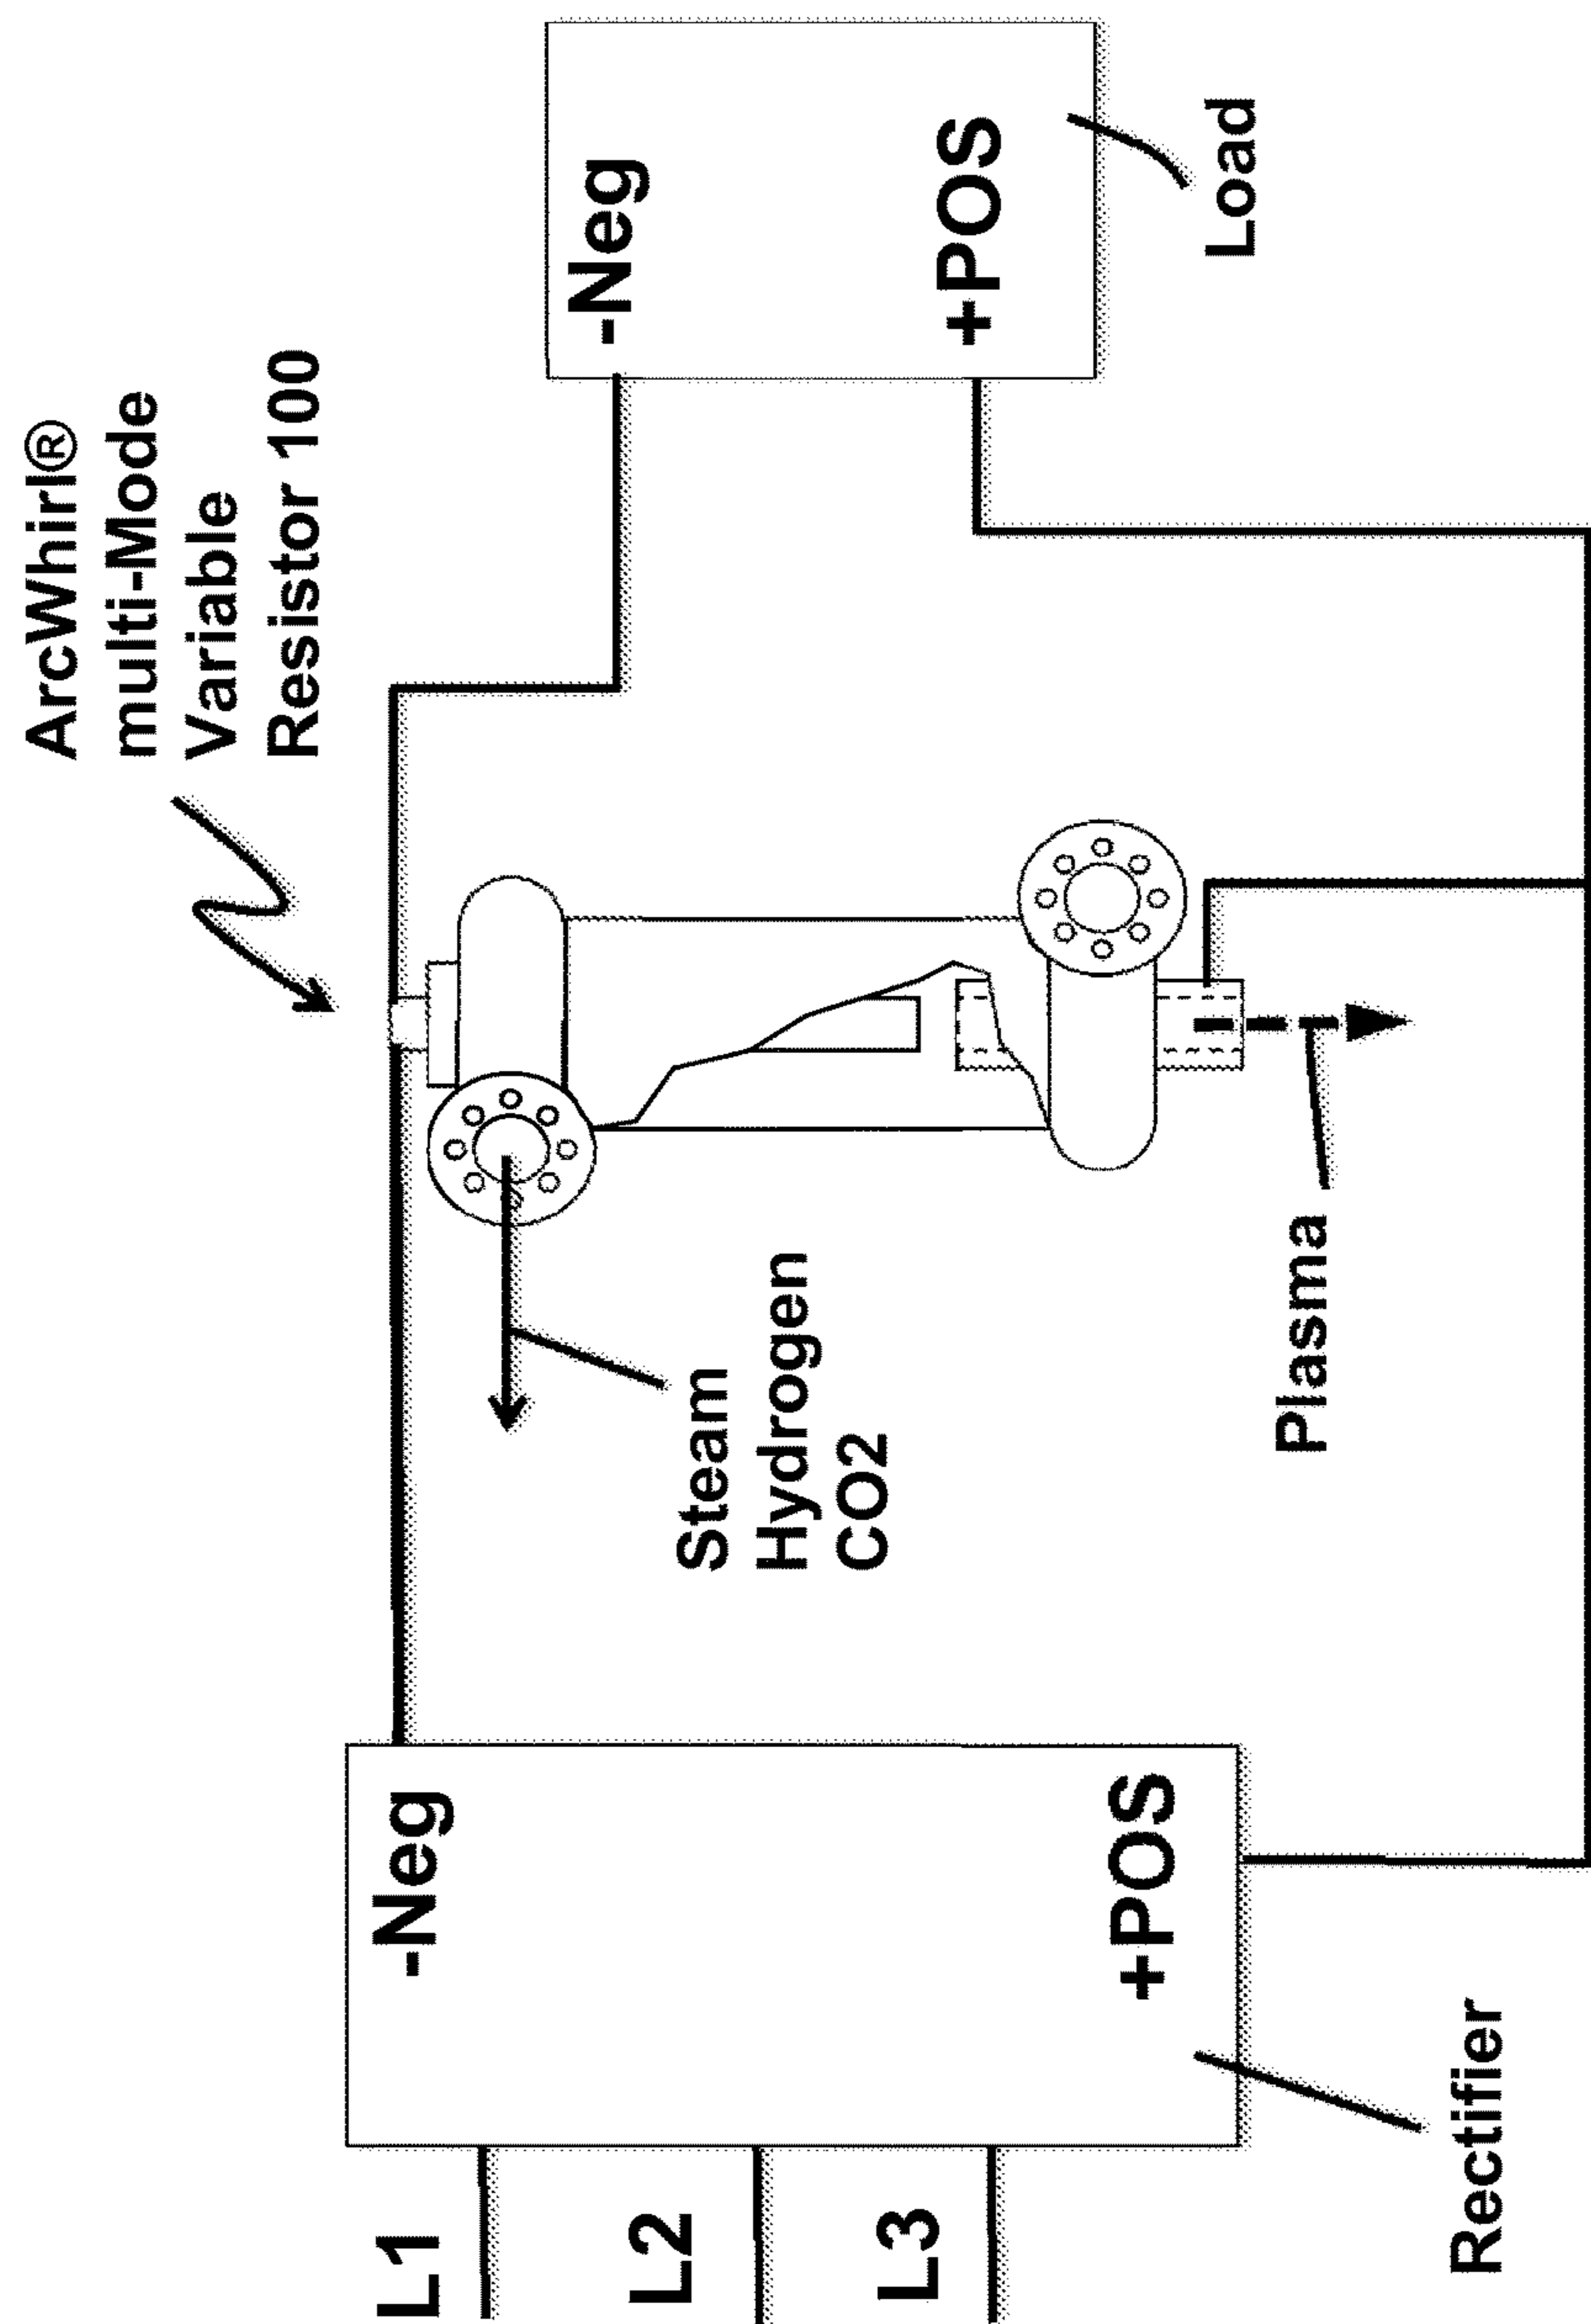 ArcWhirl®
multi-Mode
Variable
Resistor 100
L1
L2
L3
-Neg
+POS
Rectifier
Steam
Hydrogen
CO2
Plasma
-Neg
+POS
Load